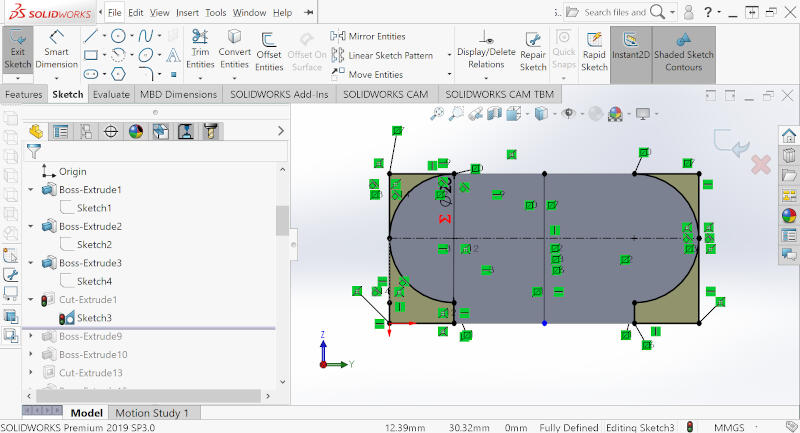 SOLIDWORKS File Edit View Insert Tools Window Help i... Search files and ?
Exit Sketch
Smart Dimension
Trim Entities
Convert Entities
Offset Entities
Offset On Surface
Mirror Entities
Linear Sketch Pattern
Move Entities
Display/Delete Relations
Repair Sketch
Quick Snaps
Rapid Sketch
Instant2D
Shaded Sketch Contours
Features Sketch Evaluate MBD Dimensions SOLIDWORKS Add-Ins SOLIDWORKS CAM SOLIDWORKS CAM TBM
Origin
Boss-Extrude1
Sketch1
Boss-Extrude2
Sketch2
Boss-Extrude3
Sketch4
Cut-Extrude1
Sketch3
Boss-Extrude9
Boss-Extrude10
Cut-Extrude13
Z
Y
Model Motion Study 1
SOLIDWORKS Premium 2019 SP3.0 12.39mm 30.32mm 0mm Fully Defined Editing Sketch3 MMGS